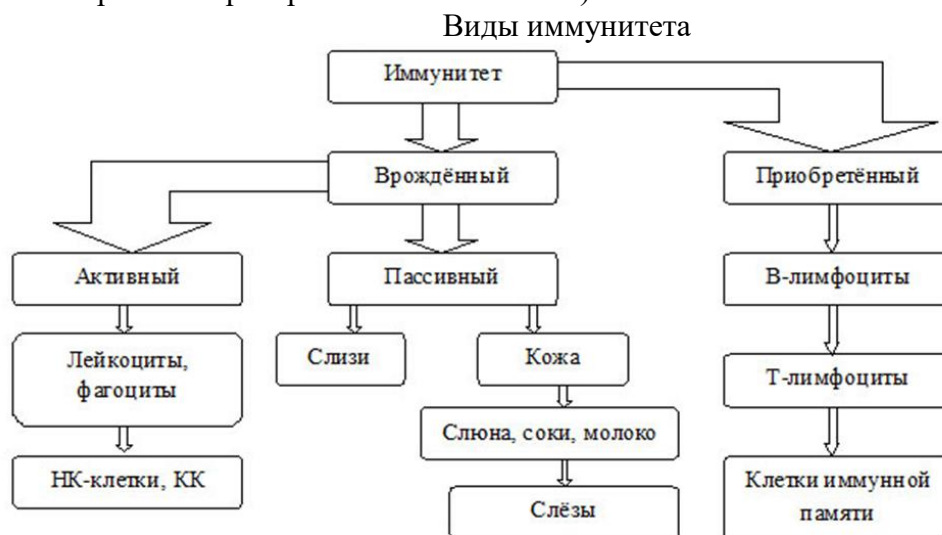 Виды иммунитета
Иммунитет
Врождённый
Приобретённый
Активный
Пассивный
В-лимфоциты
Лейкоциты,
фагоциты
Слизи
Кожа
Т-лимфоциты
Слюна, соки, молоко
НК-клетки, КК
Слёзы
Клетки иммунной
памяти